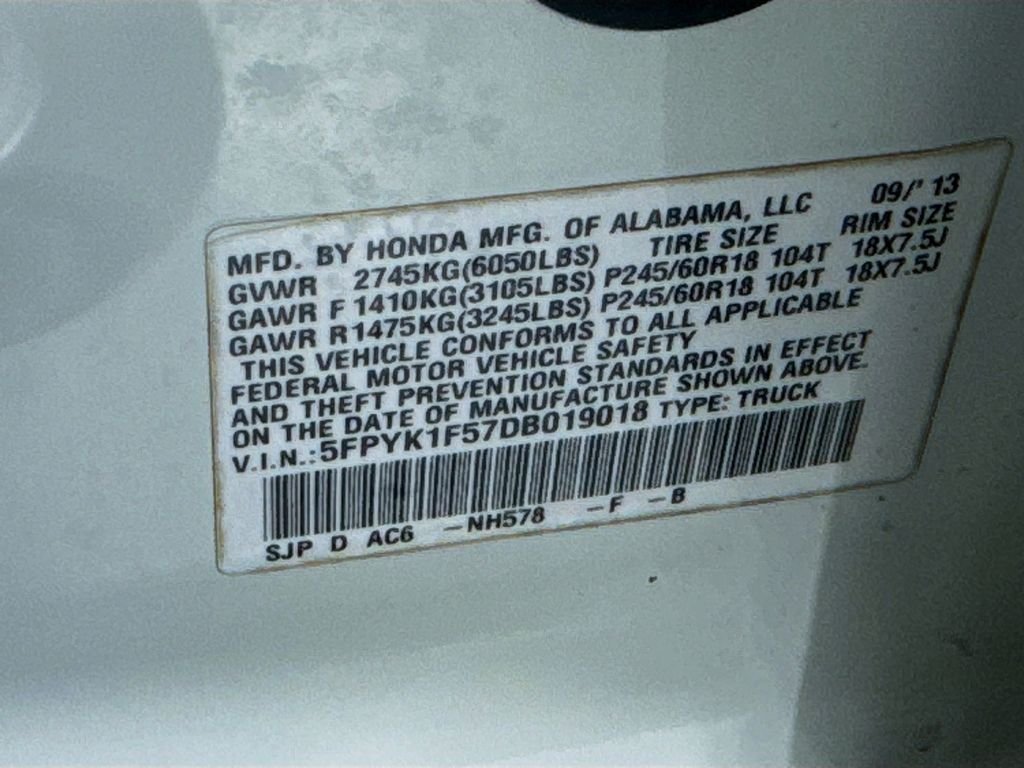 MFD. BY HONDA MFG. OF ALABAMA, LLC 09/' 13
GVWR 2745KG(6050LBS) TIRE SIZE RIM SIZE
GAWR F 1410KG(3105LBS) P245/60R18 104T 18X7.5J
GAWR R1475KG(3245LBS) P245/60R18 104T 18X7.5J
THIS VEHICLE CONFORMS TO ALL APPLICABLE
FEDERAL MOTOR VEHICLE SAFETY
AND THEFT PREVENTION STANDARDS IN EFFECT
ON THE DATE OF MANUFACTURE SHOWN ABOVE.
V.I.N.:5FPYK1F57DB019018 TYPE: TRUCK
SJP D AC6 -NH578 -F -B